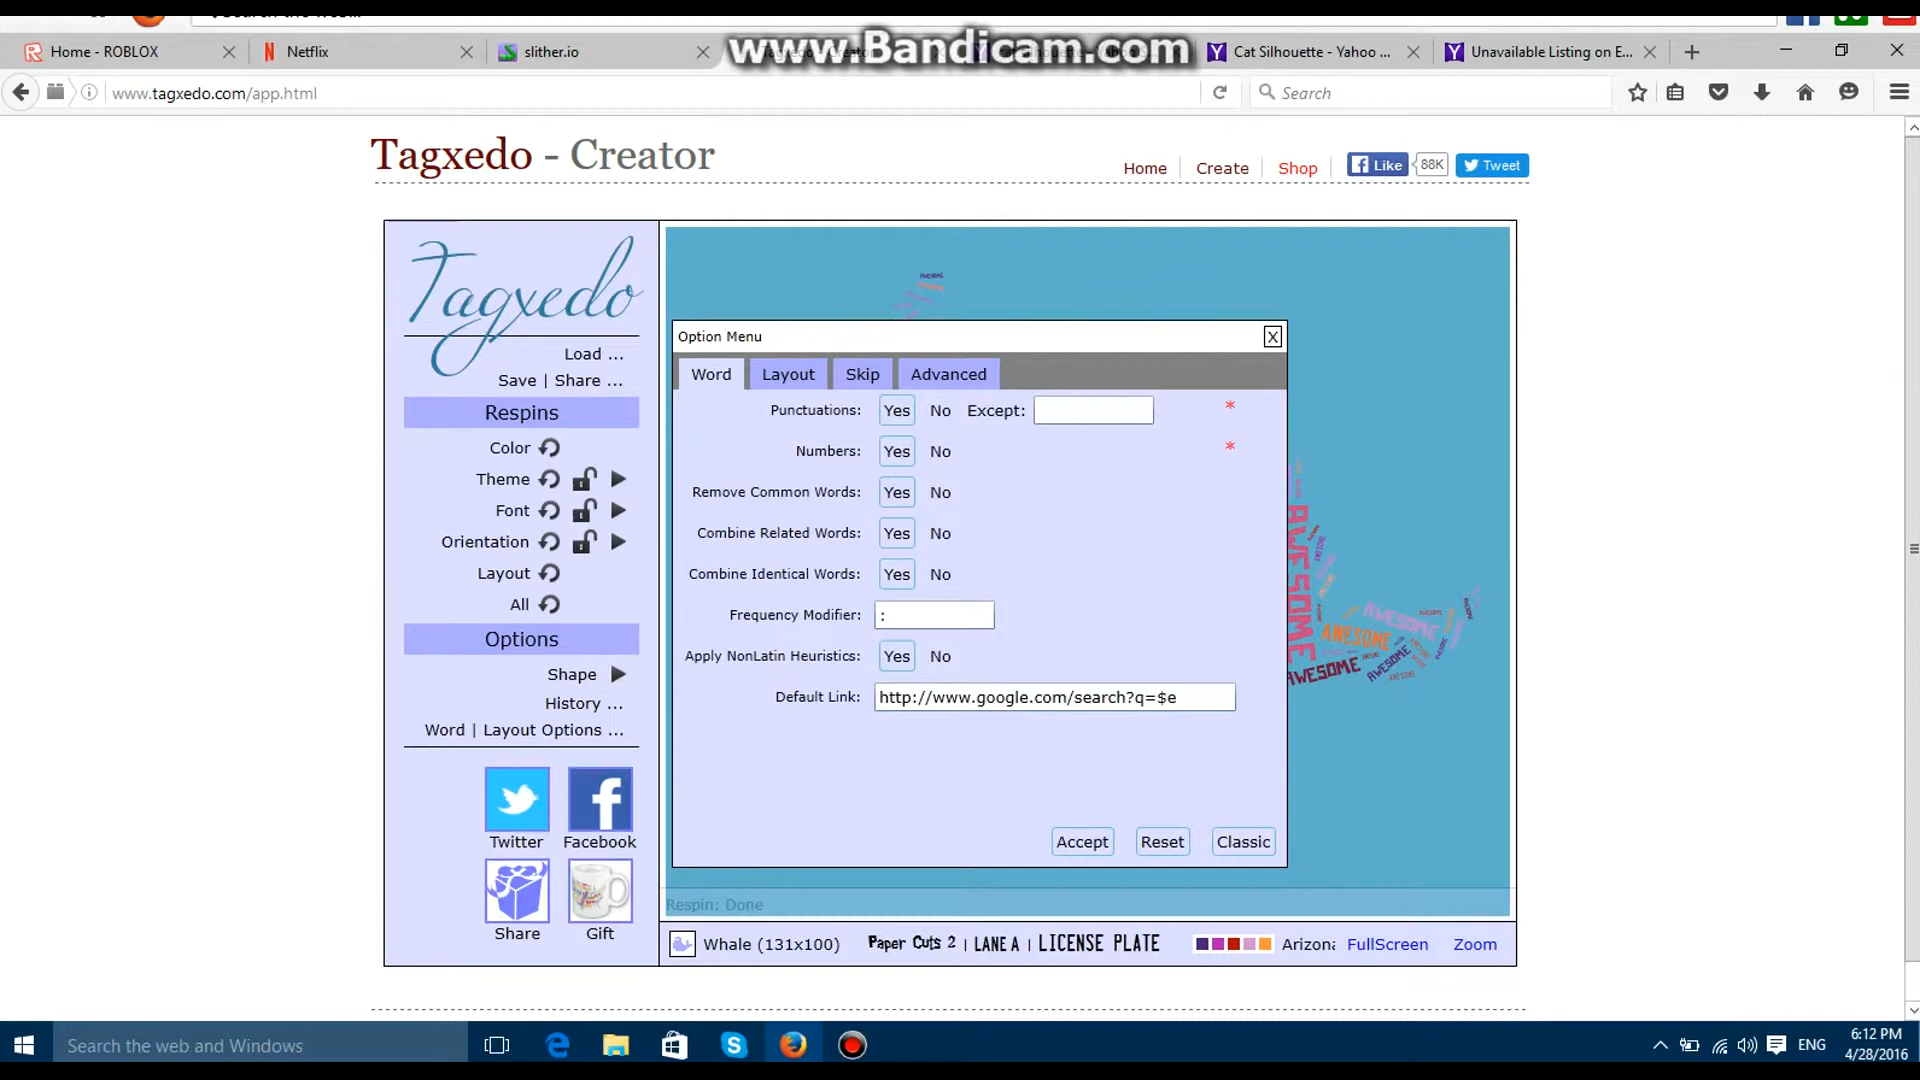 www.Bandicam.com
Home - ROBLOX
Netflix
slither.io
Cat Silhouette - Yahoo ...
Unavailable Listing on E...
www.tagxedo.com/app.html
Search
Tagxedo - Creator
Home
Create
Shop
Like
88K
Tweet
Tagxedo
Load ...
Save | Share ...
Respins
Color
Theme
Font
Orientation
Layout
All
Options
Shape
History ...
Word | Layout Options ...
Twitter
Facebook
Share
Gift
AWESOME
Option Menu
X
Word
Layout
Skip
Advanced
Punctuations: Yes No Except: *
Numbers: Yes No *
Remove Common Words: Yes No
Combine Related Words: Yes No
Combine Identical Words: Yes No
Frequency Modifier: :
Apply NonLatin Heuristics: Yes No
Default Link: http://www.google.com/search?q=$e
Accept
Reset
Classic
AWESOME
AWESOME
AWESOME
AWESOME
AWESOME
Respin: Done
Whale (131x100)
Paper Cuts 2 | LANE A | LICENSE PLATE
Arizona
FullScreen
Zoom
Search the web and Windows
ENG
6:12 PM
4/28/2016